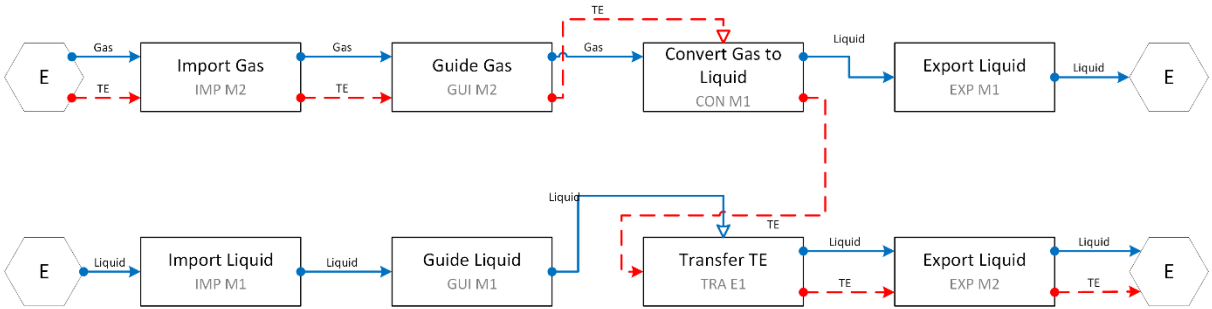 TE
Gas
Gas
Gas
Liquid
E
Import Gas
IMP M2
Guide Gas
GUI M2
Convert Gas to
Liquid
CON M1
Export Liquid
EXP M1
Liquid
E
TE
TE
Liquid
TE
Liquid
Liquid
Liquid
Liquid
E
Import Liquid
IMP M1
Guide Liquid
GUI M1
Transfer TE
TRA E1
Export Liquid
EXP M2
E
TE
TE